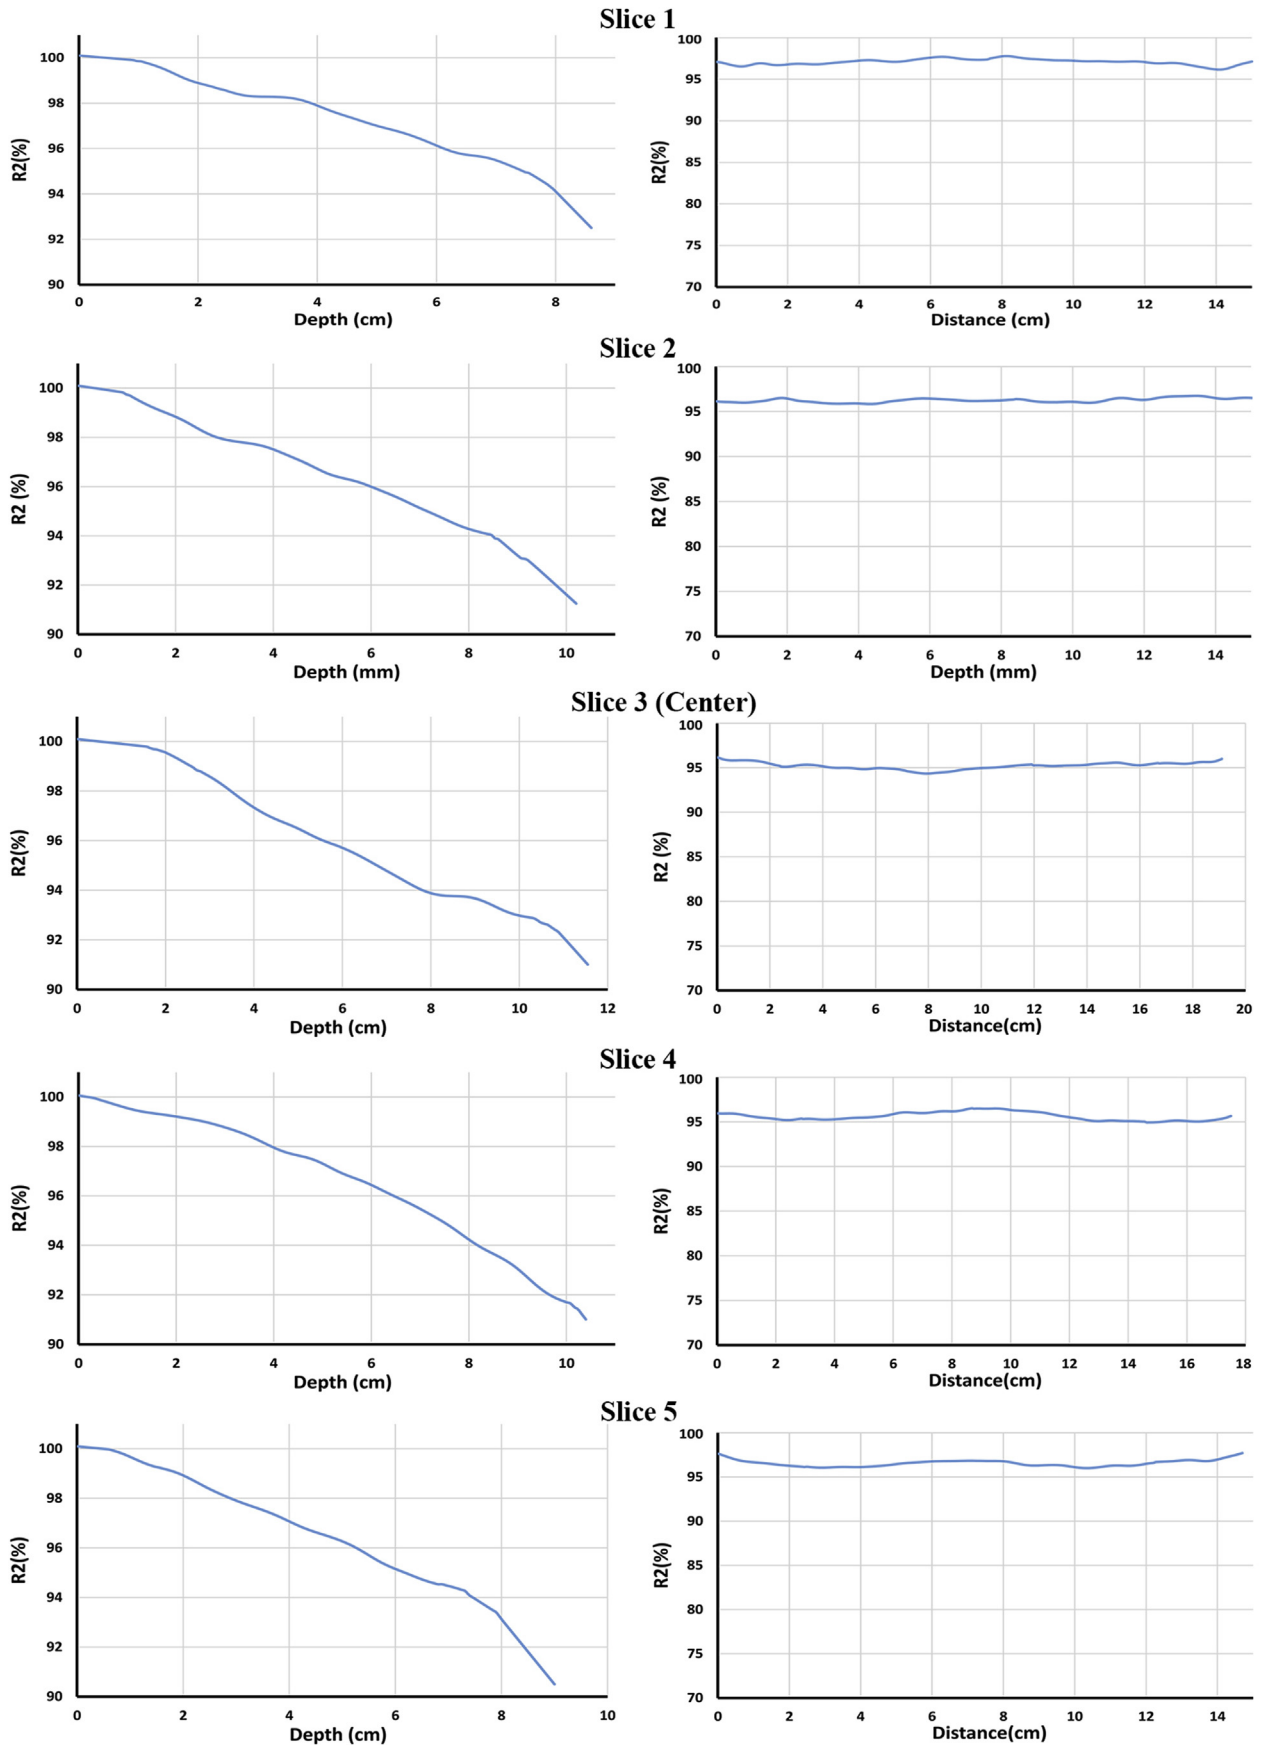 Slice 1
100
98
96
94
92
90
R2(%)
0 2 4 6 8
Depth (cm)
100
95
90
85
80
75
70
R2(%)
0 2 4 6 8 10 12 14
Distance (cm)
Slice 2
100
98
96
94
92
90
R2 (%)
0 2 4 6 8 10
Depth (mm)
100
95
90
85
80
75
70
R2 (%)
0 2 4 6 8 10 12 14
Depth (mm)
Slice 3 (Center)
100
98
96
94
92
90
R2(%)
0 2 4 6 8 10 12
Depth (cm)
100
95
90
85
80
75
70
R2 (%)
0 2 4 6 8 10 12 14 16 18 20
Distance(cm)
Slice 4
100
98
96
94
92
90
R2(%)
0 2 4 6 8 10
Depth (cm)
100
95
90
85
80
75
70
R2(%)
0 2 4 6 8 10 12 14 16 18
Distance(cm)
Slice 5
100
98
96
94
92
90
R2(%)
0 2 4 6 8 10
Depth (cm)
100
95
90
85
80
75
70
R2(%)
0 2 4 6 8 10 12 14
Distance(cm)